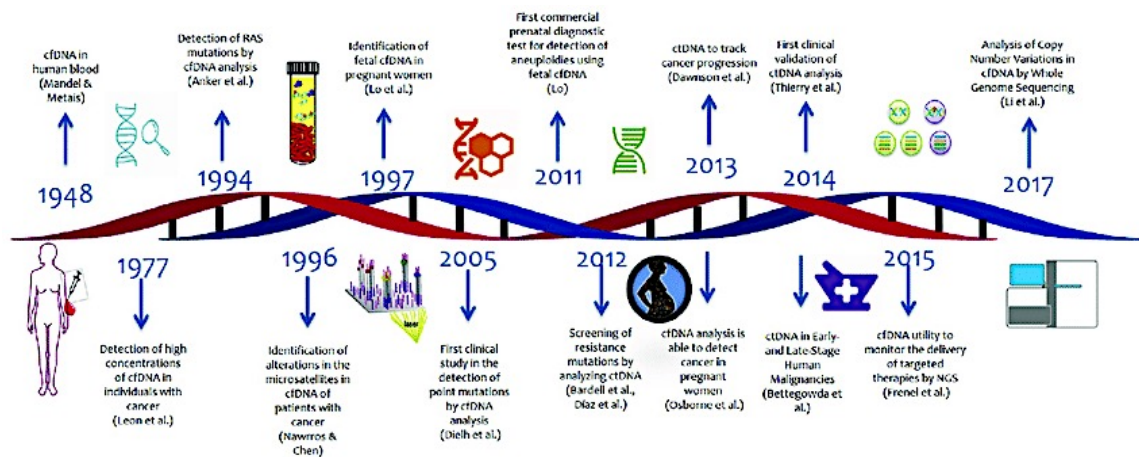 cfDNA in
human blood
(Mandel &
Metais)
1948
Detection of RAS
mutations by
cfDNA analysis
(Anker et al.)
1994
Identification of
fetal cfDNA in
pregnant women
(Lo et al.)
1997
First commercial
prenatal diagnostic
test for detection of
aneuploidies using
fetal cfDNA
(Lo)
2011
ctDNA to track
cancer progression
(Dawnson et al.)
2013
First clinical
validation of
ctDNA analysis
(Thierry et al.)
2014
Analysis of Copy
Number Variations in
cfDNA by Whole
Genome Sequencing
(Li et al.)
2017
1977
Detection of high
concentrations
of cfDNA in
individuals with
cancer
(Leon et al.)
1996
Identification of
alterations in the
microsatellites in
cfDNA of
patients with
cancer
(Nawrros &
Chen)
laser
2005
First clinical
study in the
detection of
point mutations
by cfDNA
analysis
(Dielh et al.)
2012
Screening of
resistance
mutations by
analyzing ctDNA
(Bardell et al.,
Díaz et al.)
cfDNA analysis is
able to detect
cancer in
pregnant
women
(Osborne et al.)
ctDNA in Early-
and Late-Stage
Human
Malignancies
(Bettegowda et
al.)
2015
cfDNA utility to
monitor the delivery
of targeted
therapies by NGS
(Frenel et al.)